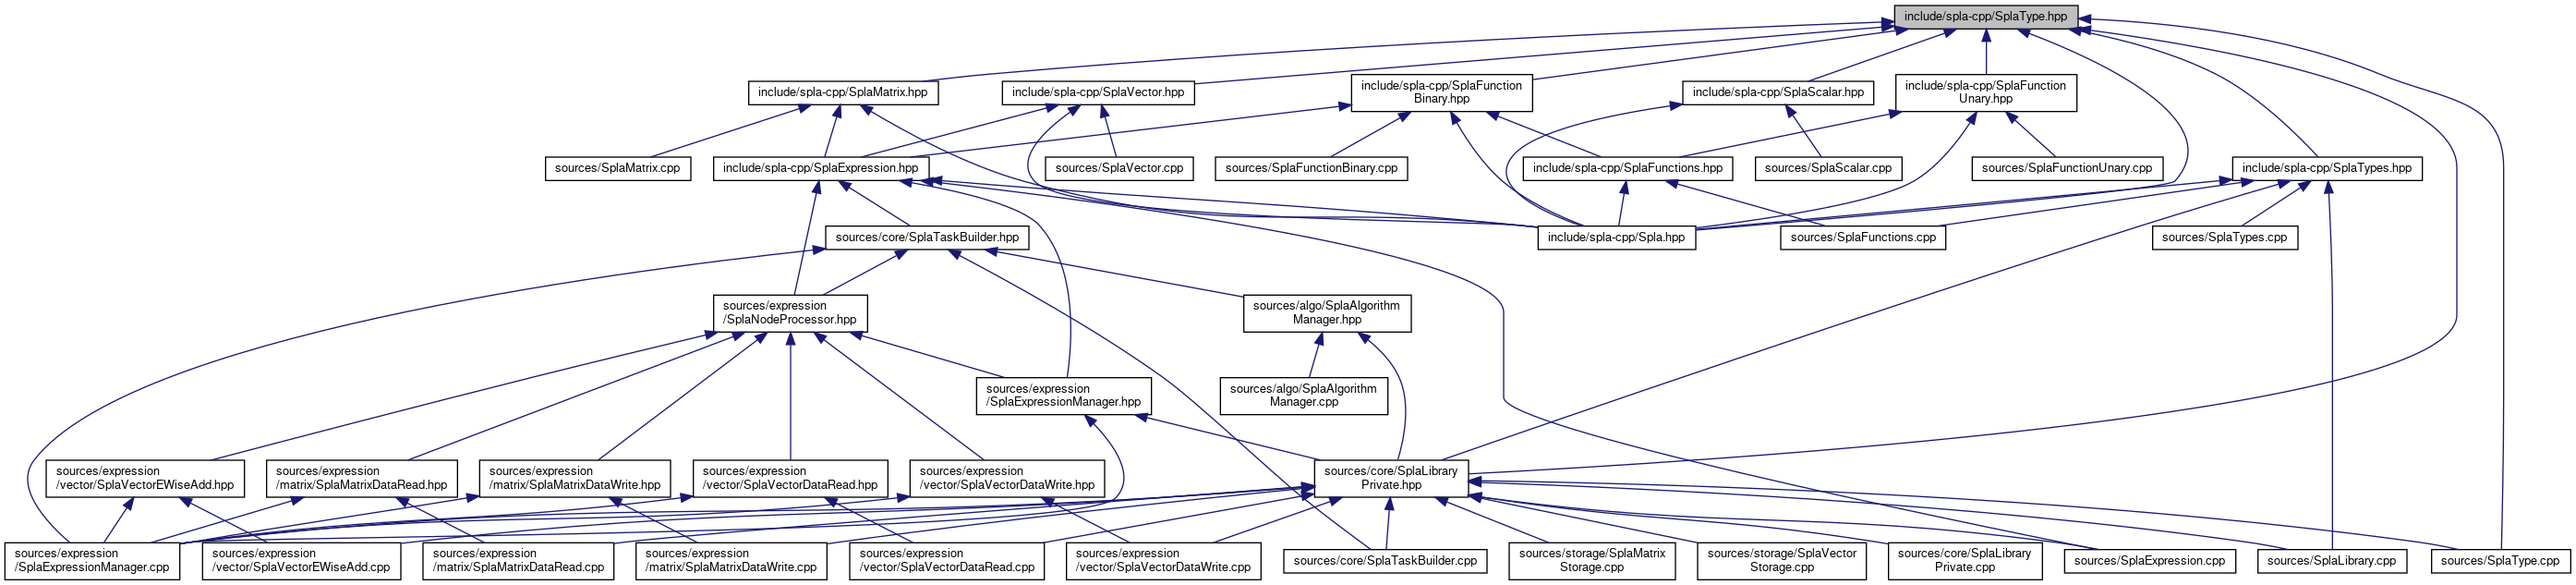 include/spla-cpp/SplaType.hpp
include/spla-cpp/SplaMatrix.hpp
include/spla-cpp/SplaVector.hpp
include/spla-cpp/SplaFunction
Binary.hpp
include/spla-cpp/SplaScalar.hpp
include/spla-cpp/SplaFunction
Unary.hpp
sources/SplaMatrix.cpp
include/spla-cpp/SplaExpression.hpp
sources/SplaVector.cpp
sources/SplaFunctionBinary.cpp
include/spla-cpp/SplaFunctions.hpp
sources/SplaScalar.cpp
sources/SplaFunctionUnary.cpp
include/spla-cpp/SplaTypes.hpp
sources/core/SplaTaskBuilder.hpp
include/spla-cpp/Spla.hpp
sources/SplaFunctions.cpp
sources/SplaTypes.cpp
sources/expression
/SplaNodeProcessor.hpp
sources/algo/SplaAlgorithm
Manager.hpp
sources/expression
/SplaExpressionManager.hpp
sources/algo/SplaAlgorithm
Manager.cpp
sources/expression
/vector/SplaVectorEWiseAdd.hpp
sources/expression
/matrix/SplaMatrixDataRead.hpp
sources/expression
/matrix/SplaMatrixDataWrite.hpp
sources/expression
/vector/SplaVectorDataRead.hpp
sources/expression
/vector/SplaVectorDataWrite.hpp
sources/core/SplaLibrary
Private.hpp
sources/expression
/SplaExpressionManager.cpp
sources/expression
/vector/SplaVectorEWiseAdd.cpp
sources/expression
/matrix/SplaMatrixDataRead.cpp
sources/expression
/matrix/SplaMatrixDataWrite.cpp
sources/expression
/vector/SplaVectorDataRead.cpp
sources/expression
/vector/SplaVectorDataWrite.cpp
sources/core/SplaTaskBuilder.cpp
sources/storage/SplaMatrix
Storage.cpp
sources/storage/SplaVector
Storage.cpp
sources/core/SplaLibrary
Private.cpp
sources/SplaExpression.cpp
sources/SplaLibrary.cpp
sources/SplaType.cpp